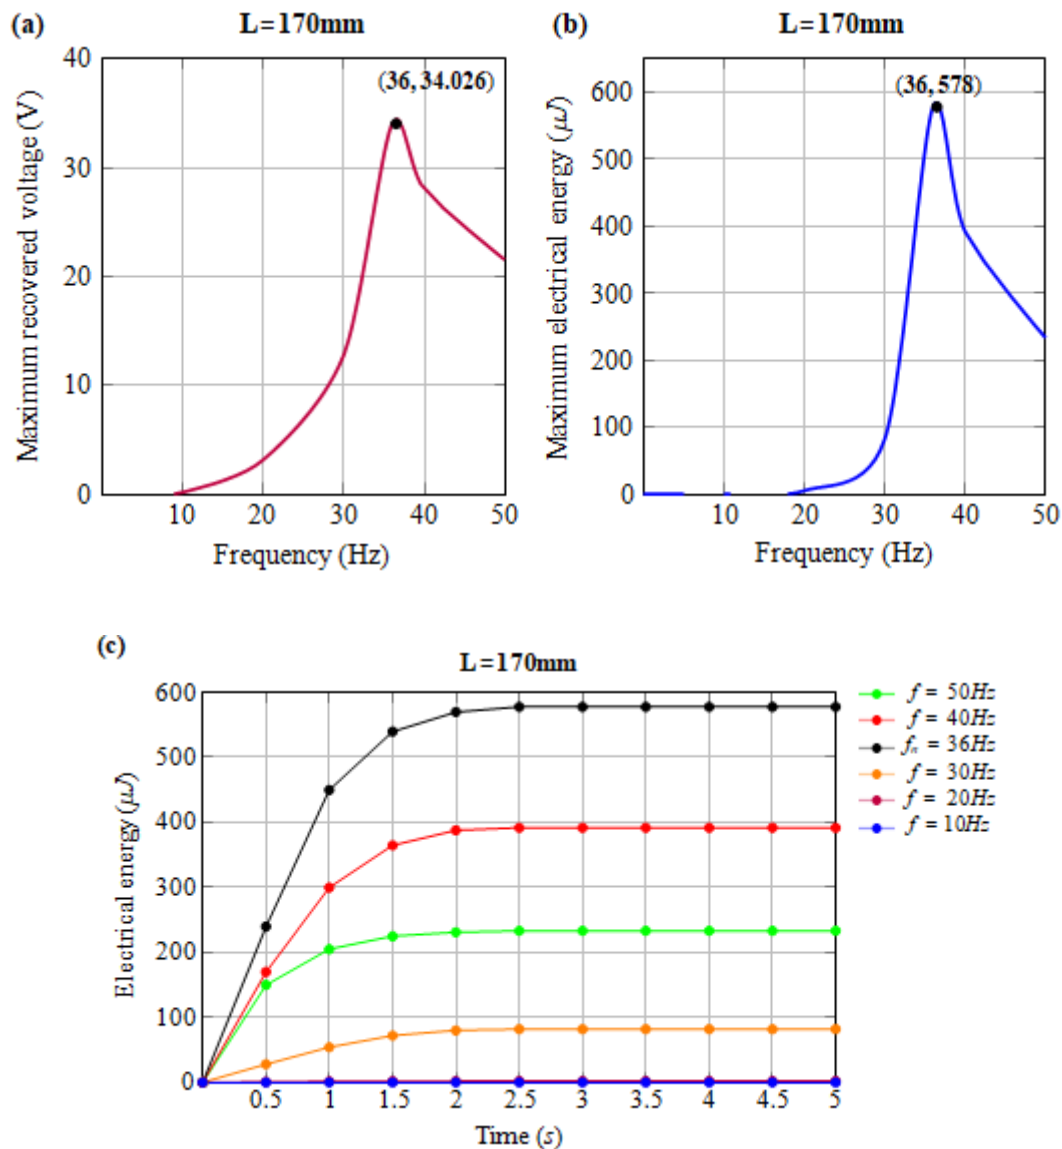 (a)
L=170mm
40
30
20
10
0
(36, 34.026)
10 20 30 40 50
Maximum recovered voltage (V)
Frequency (Hz)
(b)
L=170mm
600
500
400
300
200
100
0
(36, 578)
10 20 30 40 50
Maximum electrical energy (μJ)
Frequency (Hz)
(c)
L=170mm
600
500
400
300
200
100
0
0.5 1 1.5 2 2.5 3 3.5 4 4.5 5
Electrical energy (μJ)
Time (s)
f = 50Hz
f = 40Hz
fₙ = 36Hz
f = 30Hz
f = 20Hz
f = 10Hz